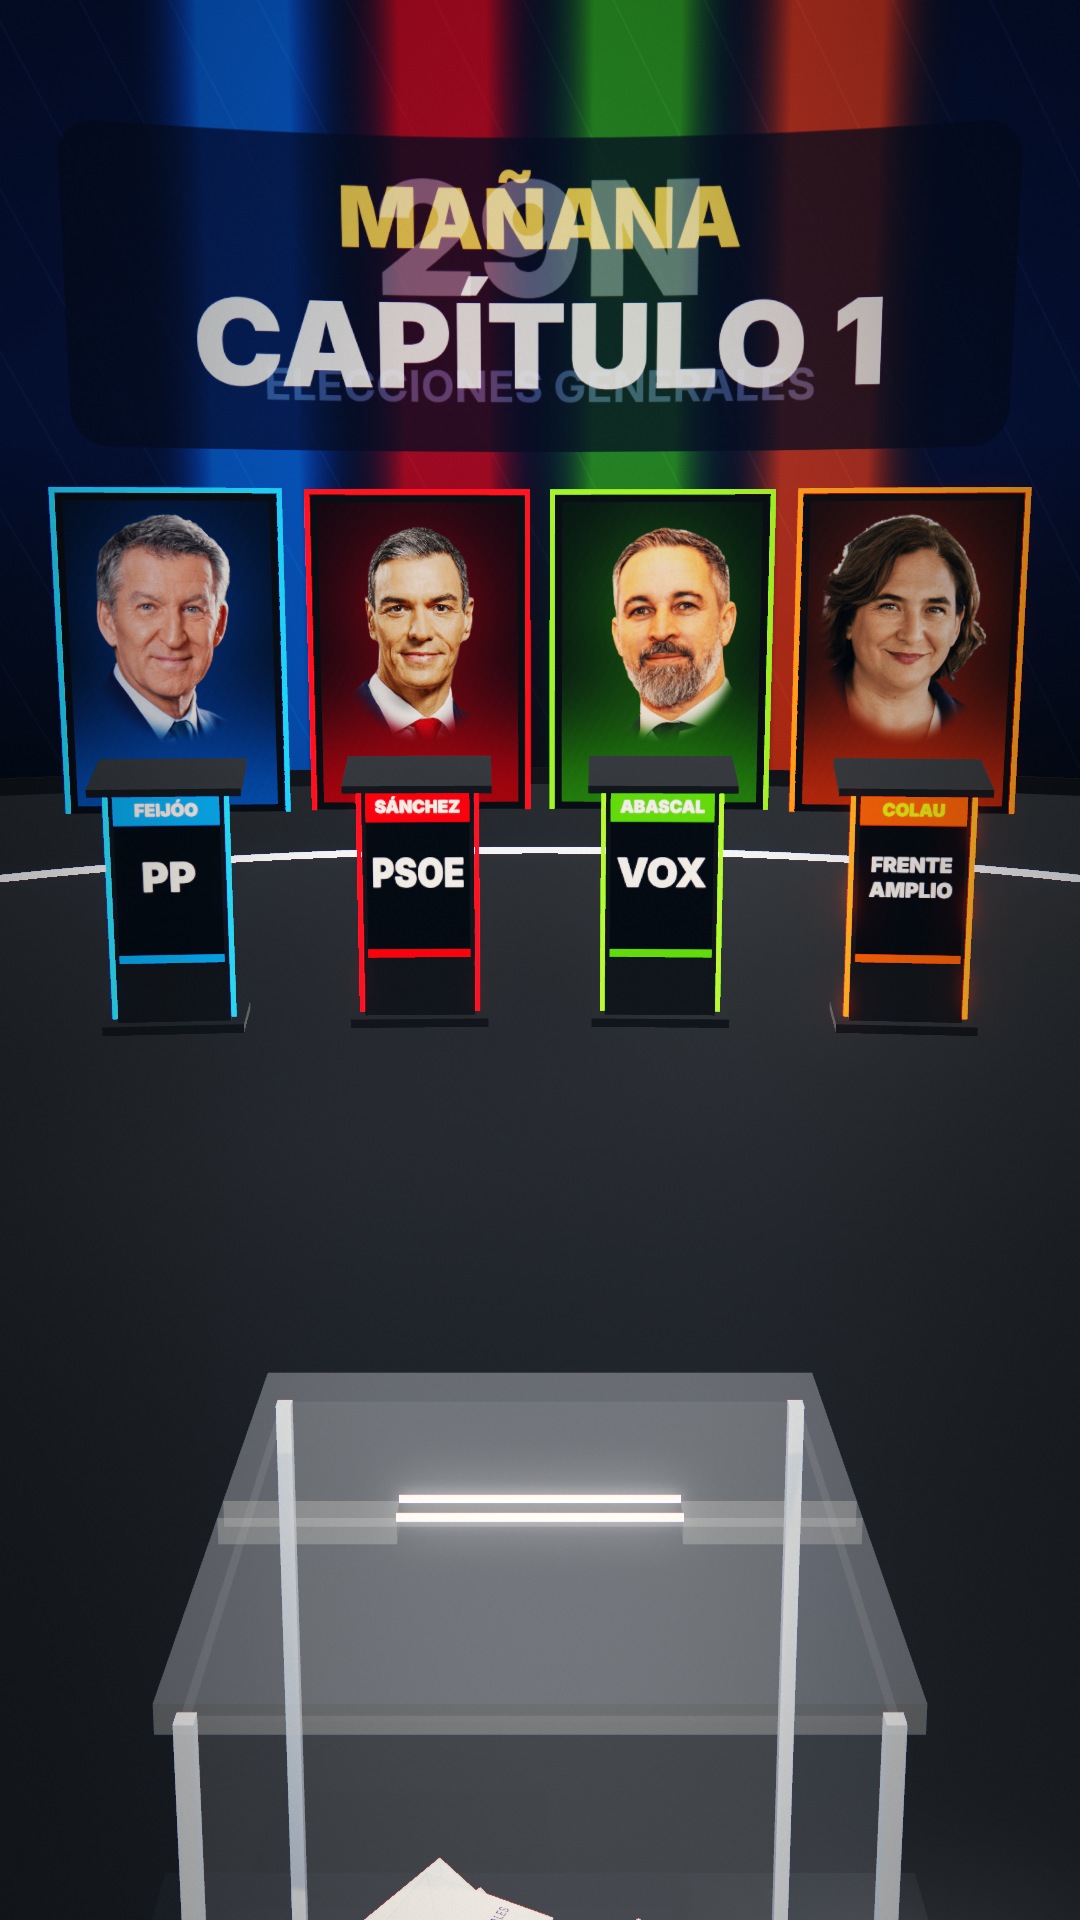 MAÑANA
29N
CAPÍTULO 1
ELECCIONES GENERALES
FEIJÓO
PP
SÁNCHEZ
PSOE
ABASCAL
VOX
COLAU
FRENTE
AMPLIO